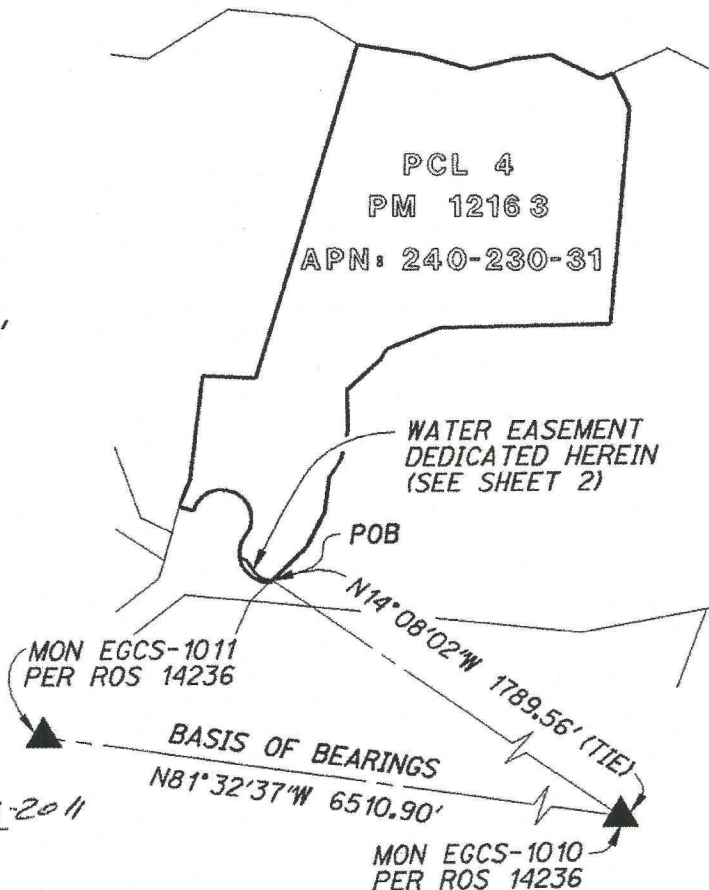 PCL 4
PM 12163
APN: 240-230-31
WATER EASEMENT
DEDICATED HEREIN
(SEE SHEET 2)
POB
N14°08'02"W 1789.56' (TIE)
MON EGCS-1011
PER ROS 14236
BASIS OF BEARINGS
N81°32'37"W 6510.90'
-2011
MON EGCS-1010
PER ROS 14236